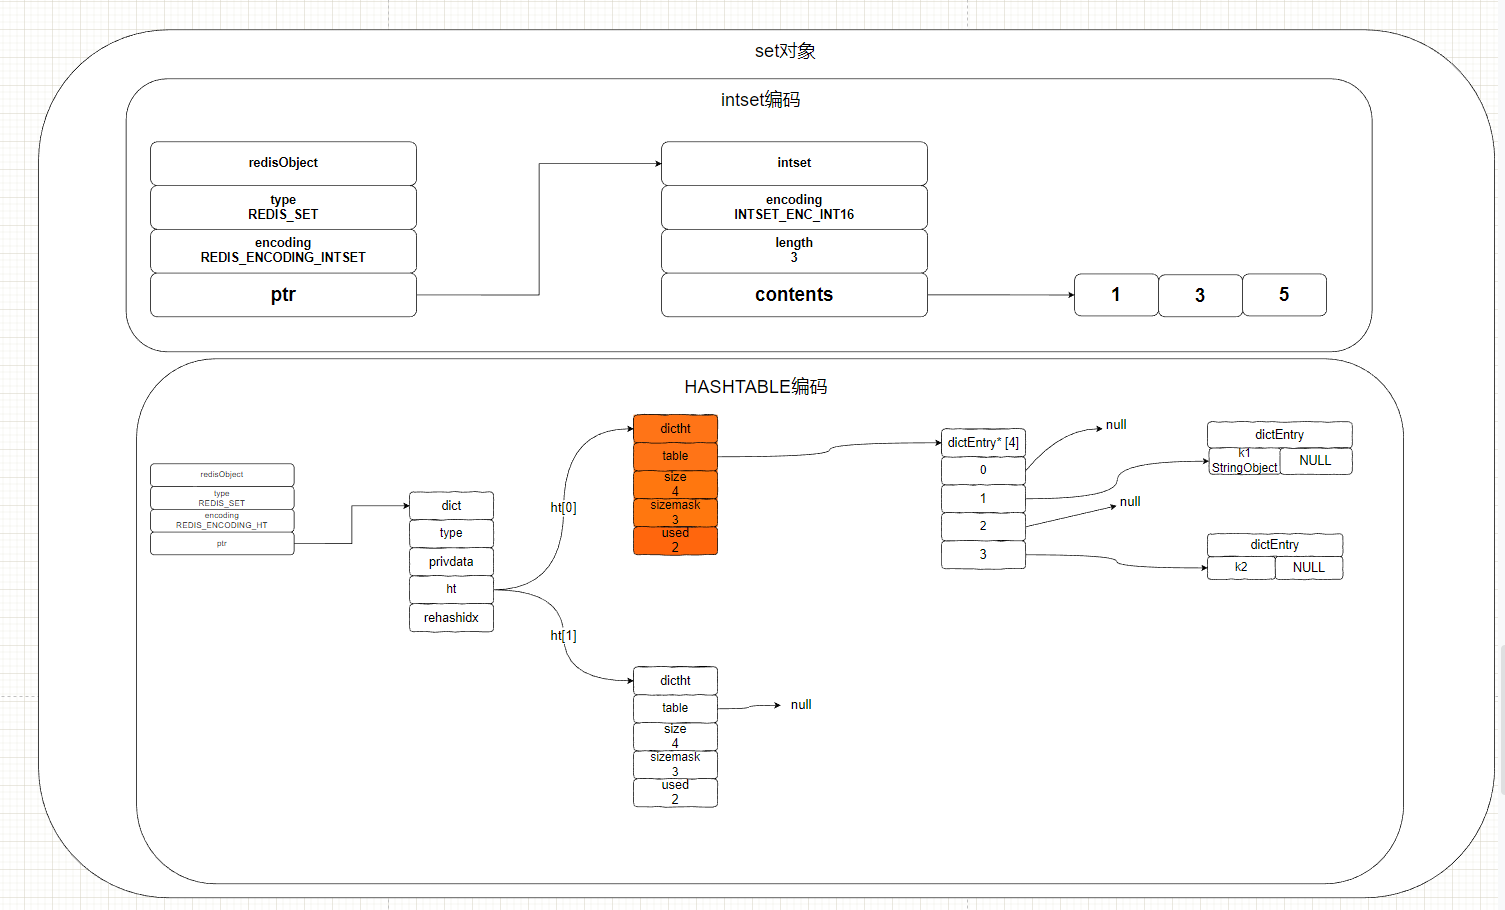 set对象
intset编码
redisObject
type
REDIS_SET
encoding
REDIS_ENCODING_INTSET
ptr
intset
encoding
INTSET_ENC_INT16
length
3
contents
1
3
5
HASHTABLE编码
redisObject
type
REDIS_SET
encoding
REDIS_ENCODING_HT
ptr
dict
type
privdata
ht
rehashidx
ht[0]
ht[1]
dictht
table
size
4
sizemask
3
used
2
dictEntry* [4]
0
1
2
3
null
null
dictEntry
k1
StringObject
NULL
dictEntry
k2
NULL
dictht
table
size
4
sizemask
3
used
2
null